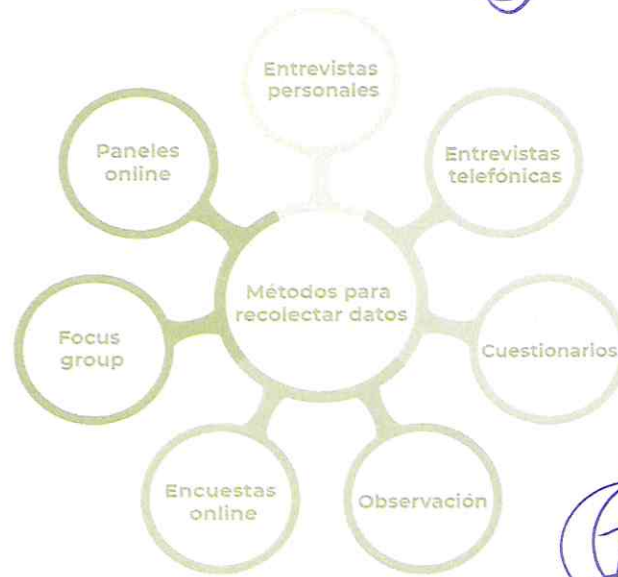 Entrevistas
personales
Entrevistas
telefónicas
Cuestionarios
Observación
Encuestas
online
Focus
group
Paneles
online
Métodos para
recolectar datos